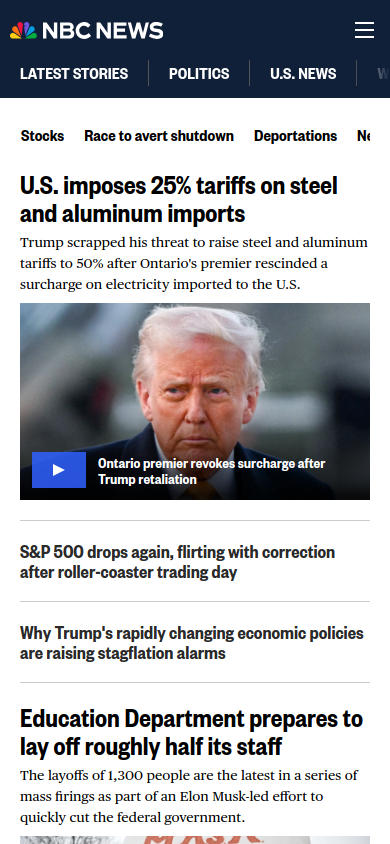 NBC NEWS
LATEST STORIES
POLITICS
U.S. NEWS
Stocks
Race to avert shutdown
Deportations
U.S. imposes 25% tariffs on steel
and aluminum imports
Trump scrapped his threat to raise steel and aluminum
tariffs to 50% after Ontario's premier rescinded a
surcharge on electricity imported to the U.S.
Ontario premier revokes surcharge after
Trump retaliation
S&P 500 drops again, flirting with correction
after roller-coaster trading day
Why Trump's rapidly changing economic policies
are raising stagflation alarms
Education Department prepares to
lay off roughly half its staff
The layoffs of 1,300 people are the latest in a series of
mass firings as part of an Elon Musk-led effort to
quickly cut the federal government.